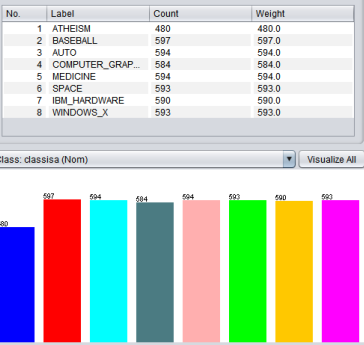 No. Label Count Weight
1 ATHEISM 480 480.0
2 BASEBALL 597 597.0
3 AUTO 594 594.0
4 COMPUTER_GRAP... 584 584.0
5 MEDICINE 594 594.0
6 SPACE 593 593.0
7 IBM_HARDWARE 590 590.0
8 WINDOWS_X 593 593.0
Class: classisa (Nom) Visualize All
480 597 594 584 594 593 590 593